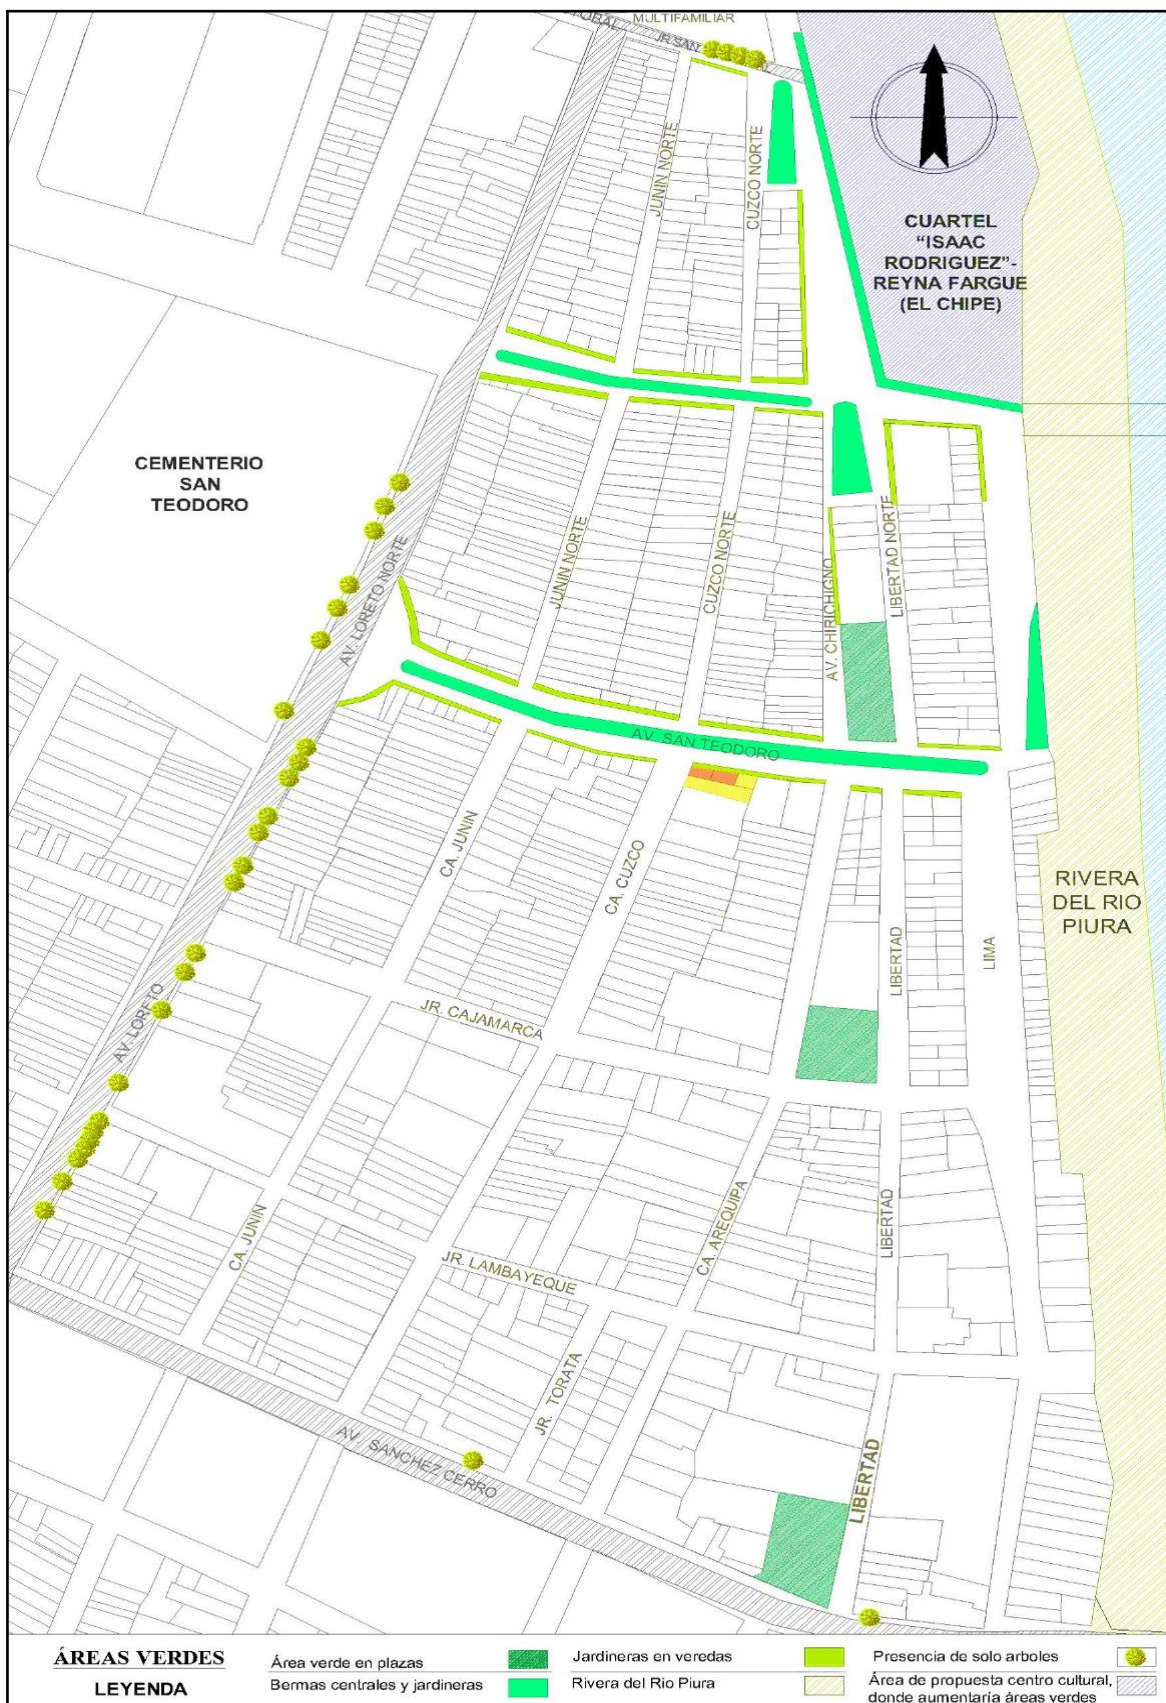 MULTIFAMILIAR
JR. SAN
JUNIN NORTE
CUZCO NORTE
CUARTEL
“ISAAC
RODRIGUEZ”-
REYNA FARGUE
(EL CHIPE)
CEMENTERIO
SAN
TEODORO
AV. LORETO NORTE
JUNIN NORTE
CUZCO NORTE
AV. CHIRICHIGNO
LIBERTAD NORTE
AV. SAN TEODORO
CA. JUNIN
CA. CUZCO
RIVERA
DEL RIO
PIURA
LIBERTAD
LIMA
AV. LORETO
JR. CAJAMARCA
CA. JUNIN
CA. AREQUIPA
LIBERTAD
JR. LAMBAYEQUE
JR. TORATA
AV. SANCHEZ CERRO
LIBERTAD
ÁREAS VERDES
LEYENDA
Área verde en plazas
Bermas centrales y jardineras
Jardineras en veredas
Rivera del Rio Piura
Presencia de solo arboles
Área de propuesta centro cultural,
donde aumentaría áreas verdes